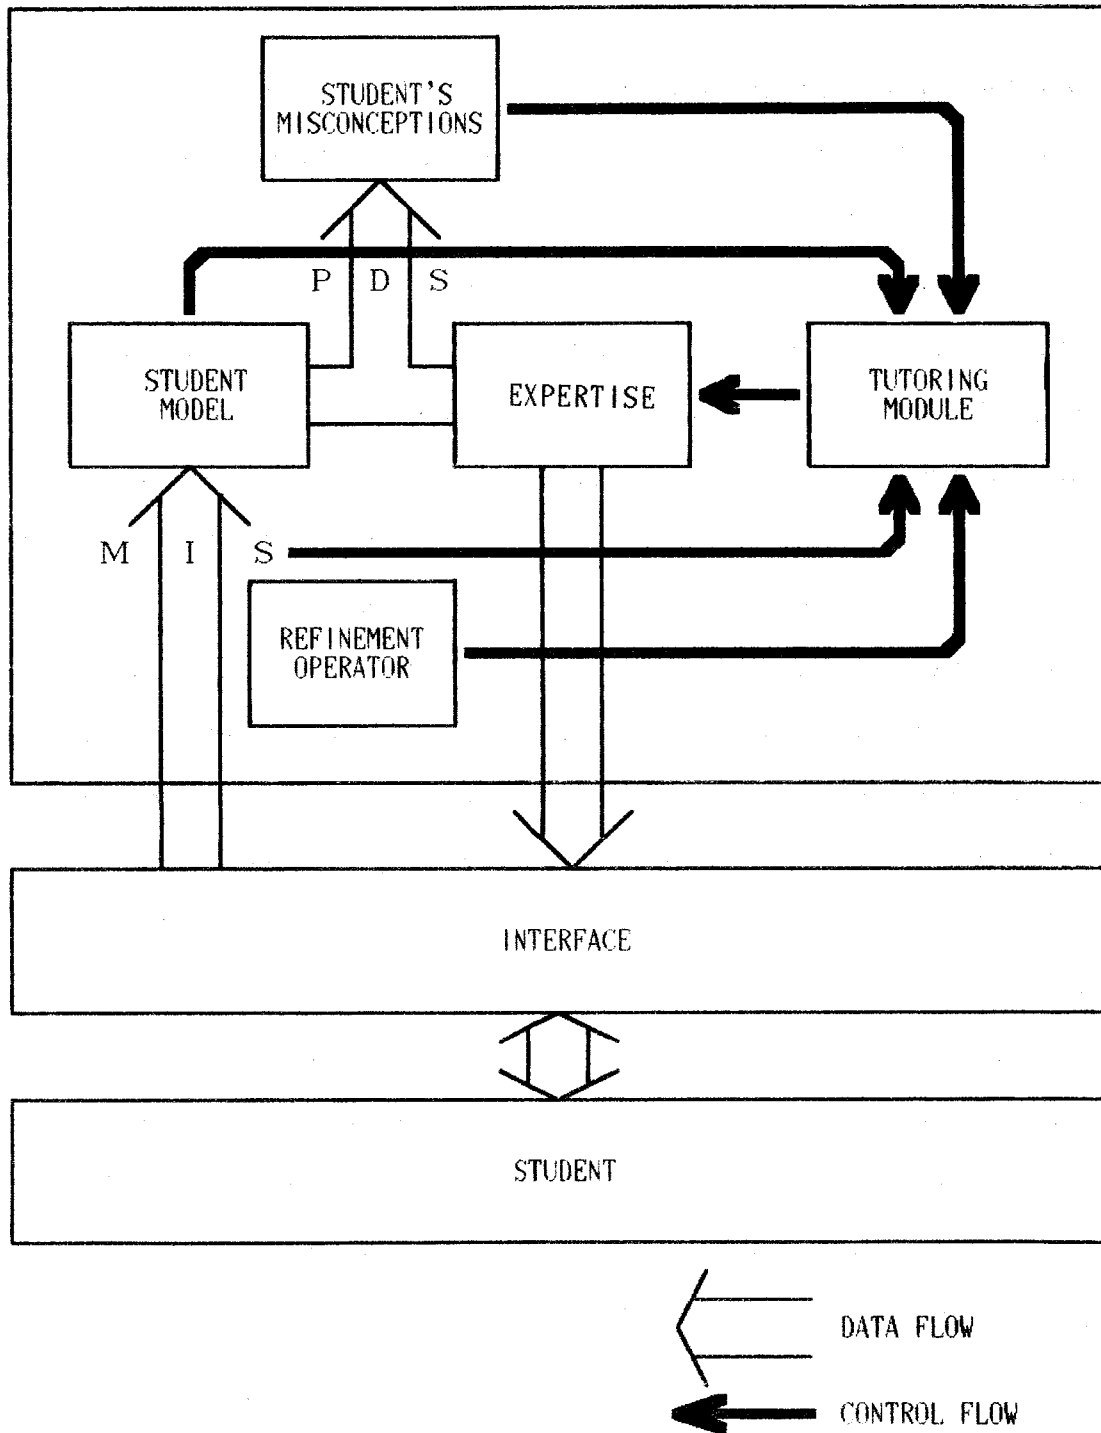 STUDENT'S
MISCONCEPTIONS
P D S
STUDENT
MODEL
EXPERTISE
TUTORING
MODULE
M I S
REFINEMENT
OPERATOR
INTERFACE
STUDENT
DATA FLOW
CONTROL FLOW